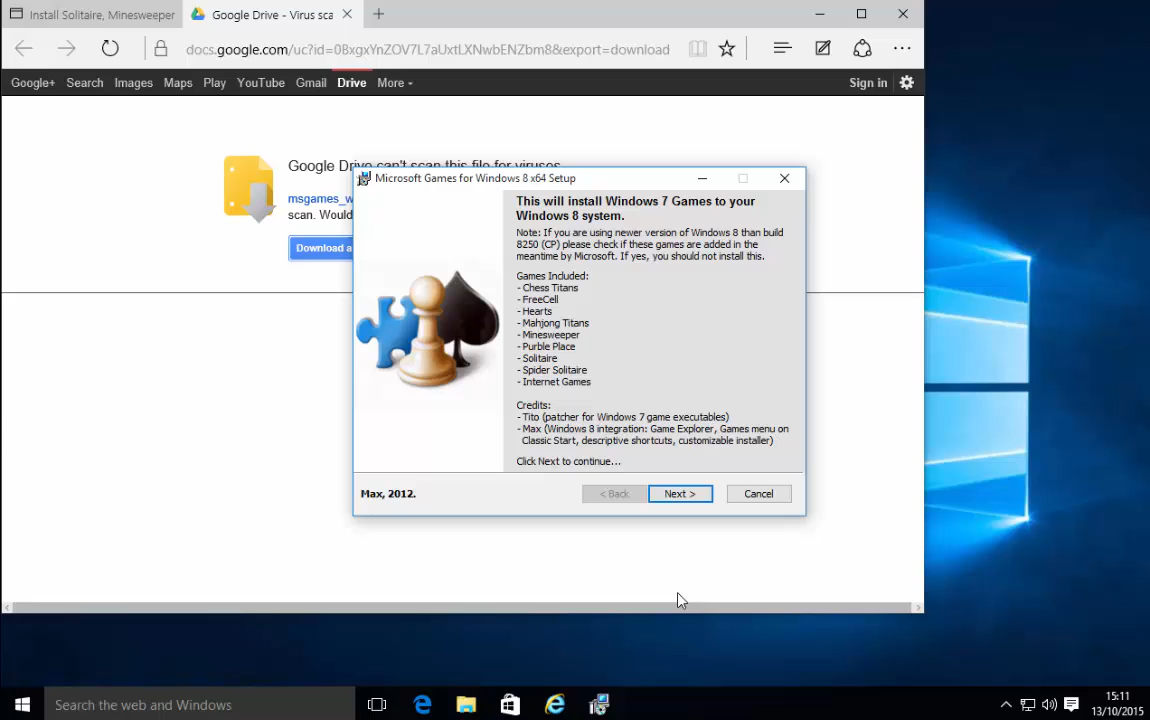 Install Solitaire, Minesweeper
Google Drive - Virus sca
docs.google.com/uc?id=0BxgxYnZOV7L7aUxtLXNwbENZbm8&export=download
Google+ Search Images Maps Play YouTube Gmail Drive More Sign in
Google Drive can't scan this file for viruses.
msgames_w
scan. Would
Download a
Microsoft Games for Windows 8 x64 Setup
This will install Windows 7 Games to your
Windows 8 system.
Note: If you are using newer version of Windows 8 than build
8250 (CP) please check if these games are added in the
meantime by Microsoft. If yes, you should not install this.
Games Included:
- Chess Titans
- FreeCell
- Hearts
- Mahjong Titans
- Minesweeper
- Purble Place
- Solitaire
- Spider Solitaire
- Internet Games
Credits:
- Tito (patcher for Windows 7 game executables)
- Max (Windows 8 integration: Game Explorer, Games menu on
Classic Start, descriptive shortcuts, customizable installer)
Click Next to continue...
Max, 2012.
< Back Next > Cancel
Search the web and Windows
15:11
13/10/2015